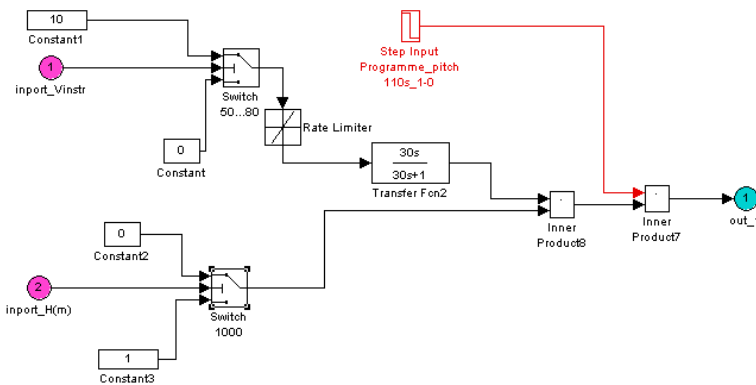 10
Constant1
1
inport_Vinstr
Switch
50...80
0
Constant
Rate Limiter
Step Input
Programme_pitch
110s_1-0
30s
30s+1
Transfer Fcn2
Inner
Product8
Inner
Product7
1
0
Constant2
2
inport_H(m)
Switch
1000
1
Constant3